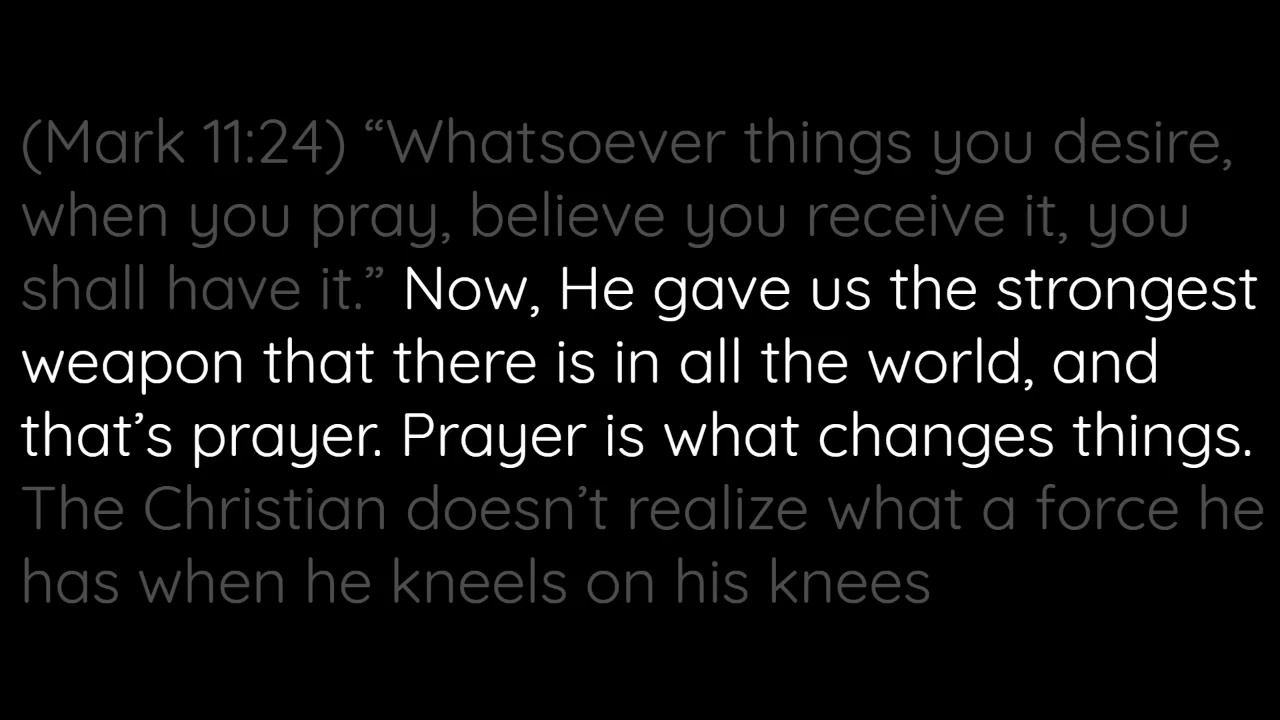 (Mark 11:24) “Whatsoever things you desire,
when you pray, believe you receive it, you
shall have it.” Now, He gave us the strongest
weapon that there is in all the world, and
that’s prayer. Prayer is what changes things.
The Christian doesn’t realize what a force he
has when he kneels on his knees